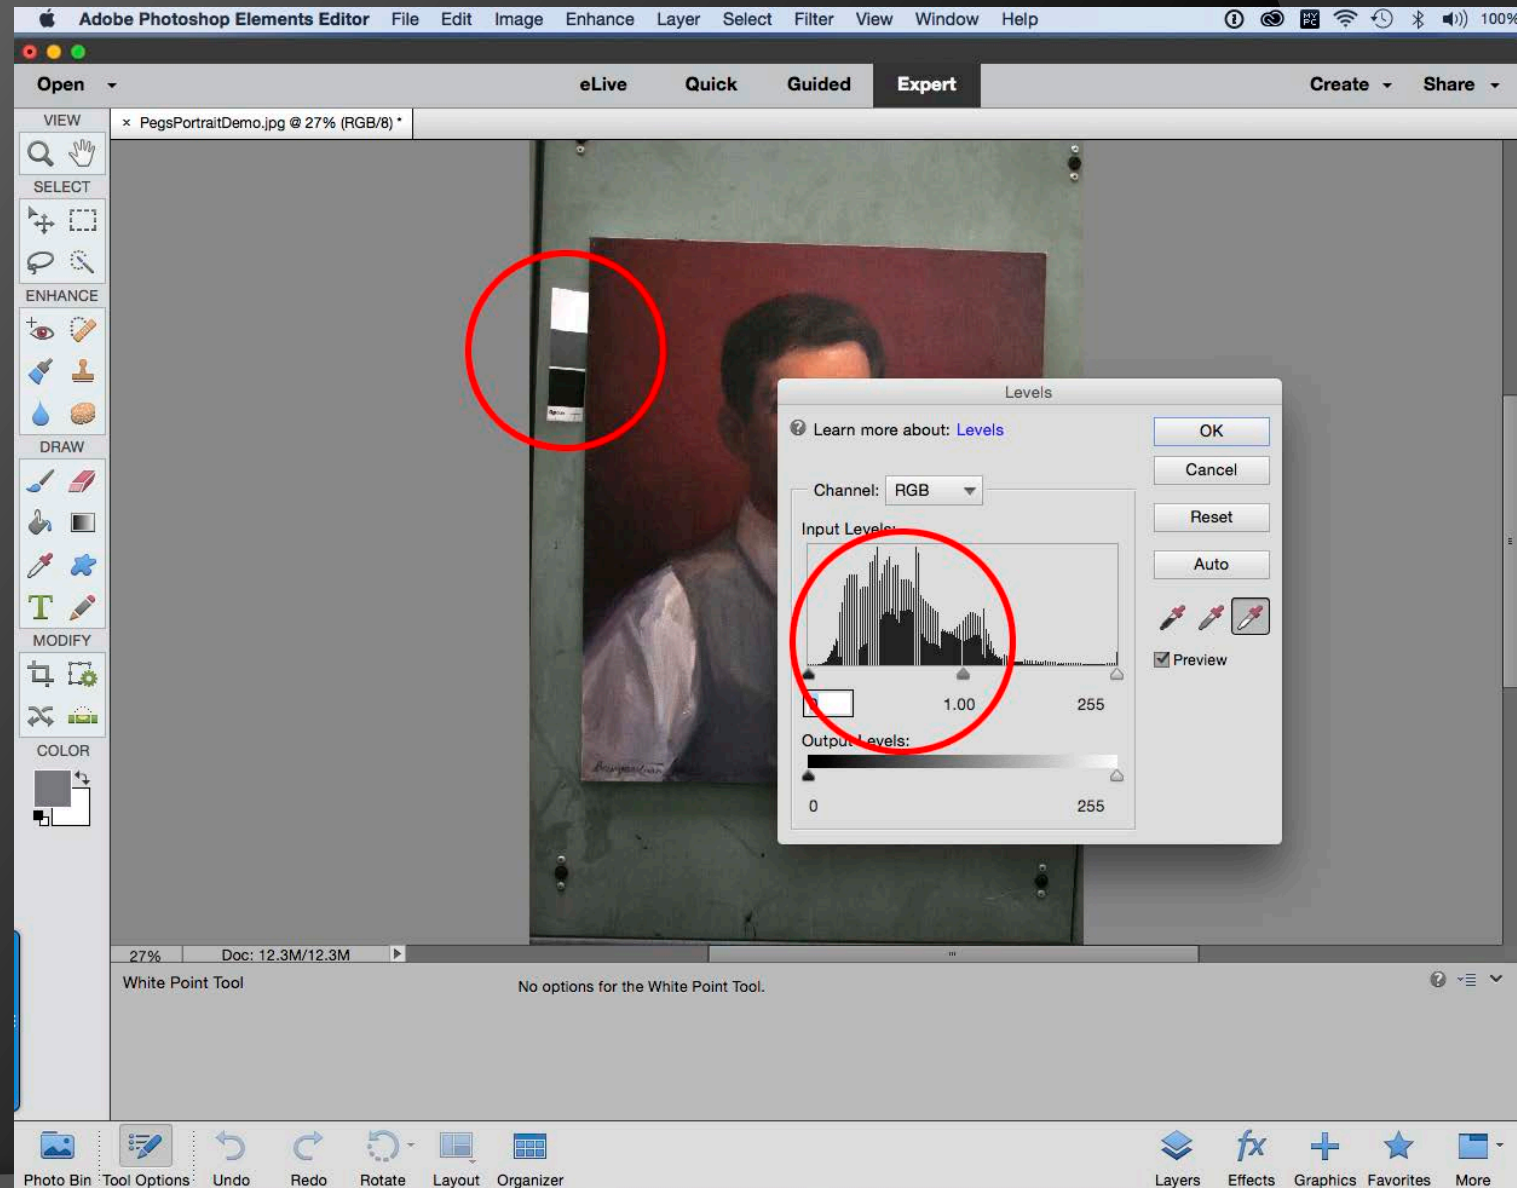 Adobe Photoshop Elements Editor File Edit Image Enhance Layer Select Filter View Window Help 100%
Open eLive Quick Guided Expert Create Share
VIEW
× PegsPortraitDemo.jpg @ 27% (RGB/8) *
SELECT
ENHANCE
DRAW
MODIFY
COLOR
Levels
Learn more about: Levels
OK
Cancel
Channel: RGB
Reset
Input Levels:
Auto
Preview
0 1.00 255
Output Levels:
0 255
27% Doc: 12.3M/12.3M
White Point Tool No options for the White Point Tool.
Photo Bin Tool Options Undo Redo Rotate Layout Organizer Layers Effects Graphics Favorites More